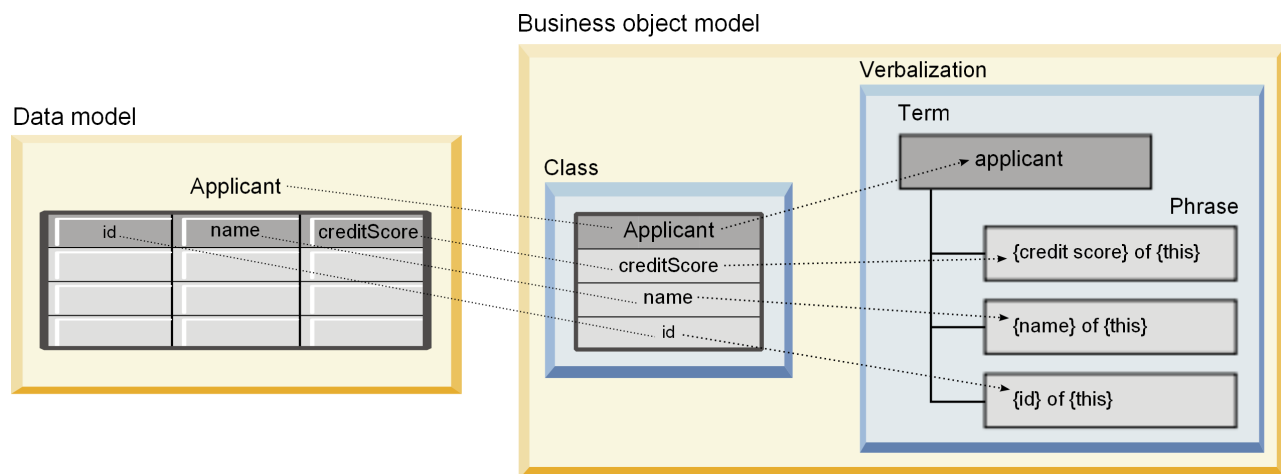 Business object model
Verbalization
Data model
Term
applicant
Class
Applicant
Phrase
id
name
creditScore
Applicant
creditScore
name
id
{credit score} of {this}
{name} of {this}
{id} of {this}